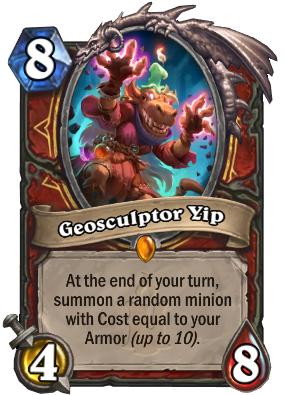 8
Geosculptor Yip
At the end of your turn,
summon a random minion
with Cost equal to your
Armor (up to 10).
4
8